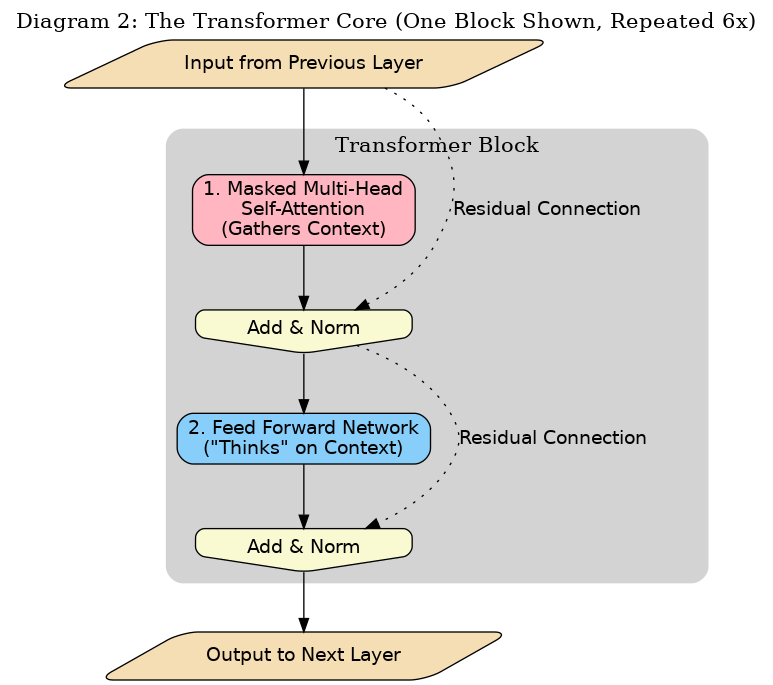 Diagram 2: The Transformer Core (One Block Shown, Repeated 6x)
Input from Previous Layer
Transformer Block
1. Masked Multi-Head
Self-Attention
(Gathers Context)
Residual Connection
Add & Norm
2. Feed Forward Network
("Thinks" on Context)
Residual Connection
Add & Norm
Output to Next Layer